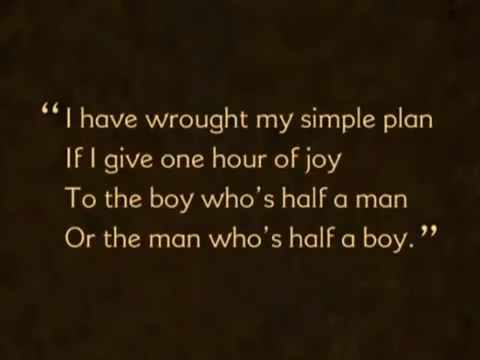 “I have wrought my simple plan
If I give one hour of joy
To the boy who’s half a man
Or the man who’s half a boy.”